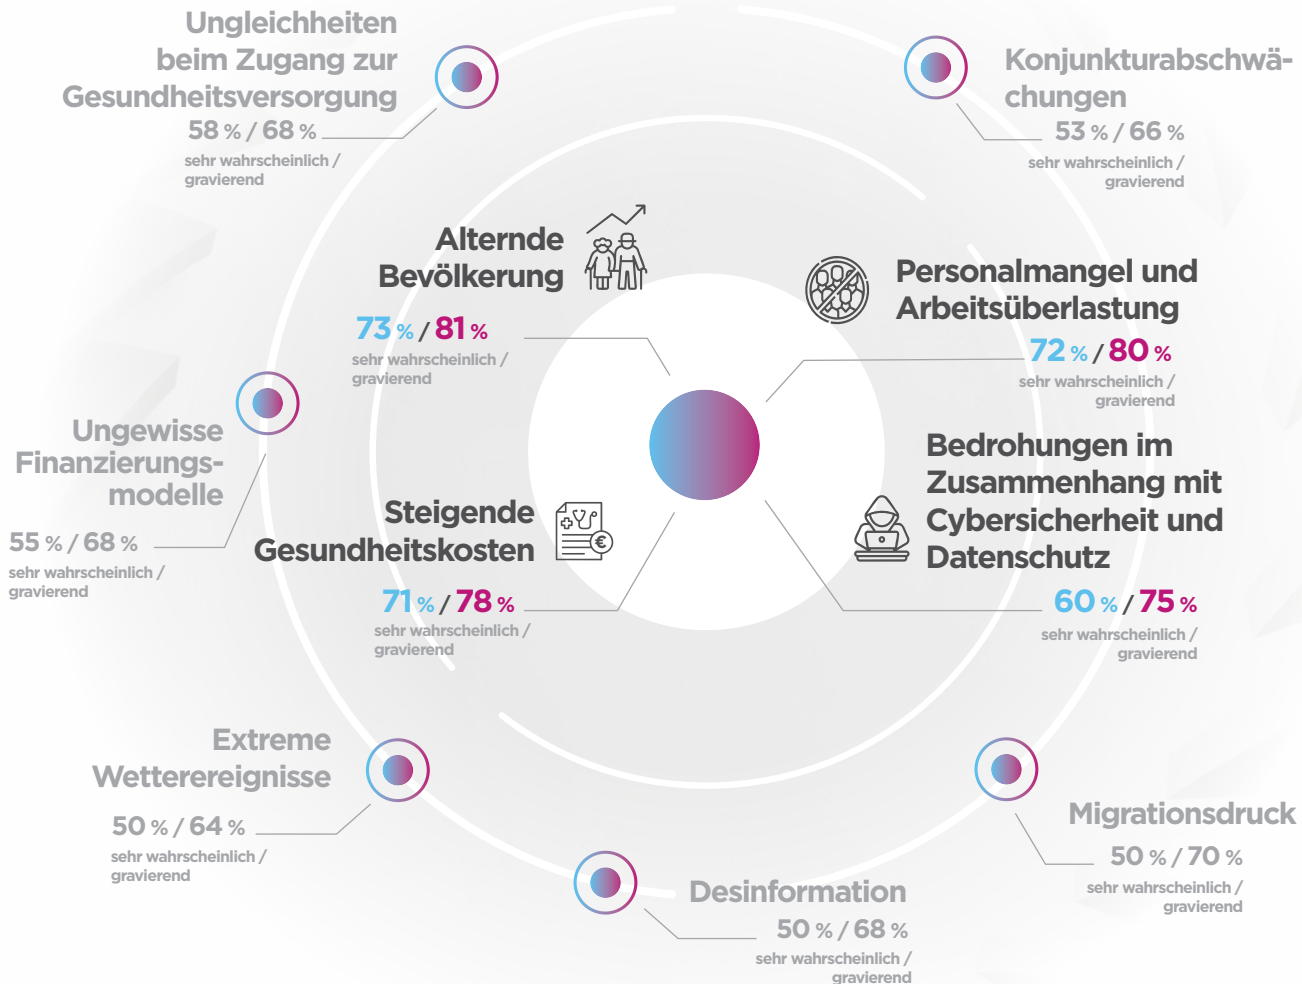 Ungleichheiten
beim Zugang zur
Gesundheitsversorgung
58 % / 68 %
sehr wahrscheinlich /
gravierend
Konjunkturabschwä-
chungen
53 % / 66 %
sehr wahrscheinlich /
gravierend
Alternde
Bevölkerung
73 % / 81 %
sehr wahrscheinlich /
gravierend
Personalmangel und
Arbeitsüberlastung
72 % / 80 %
sehr wahrscheinlich /
gravierend
Ungewisse
Finanzierungs-
modelle
55 % / 68 %
sehr wahrscheinlich /
gravierend
Steigende
Gesundheitskosten
€
71 % / 78 %
sehr wahrscheinlich /
gravierend
Bedrohungen im
Zusammenhang mit
Cybersicherheit und
Datenschutz
60 % / 75 %
sehr wahrscheinlich /
gravierend
Extreme
Wetterereignisse
50 % / 64 %
sehr wahrscheinlich /
gravierend
Desinformation
50 % / 68 %
sehr wahrscheinlich /
gravierend
Migrationsdruck
50 % / 70 %
sehr wahrscheinlich /
gravierend